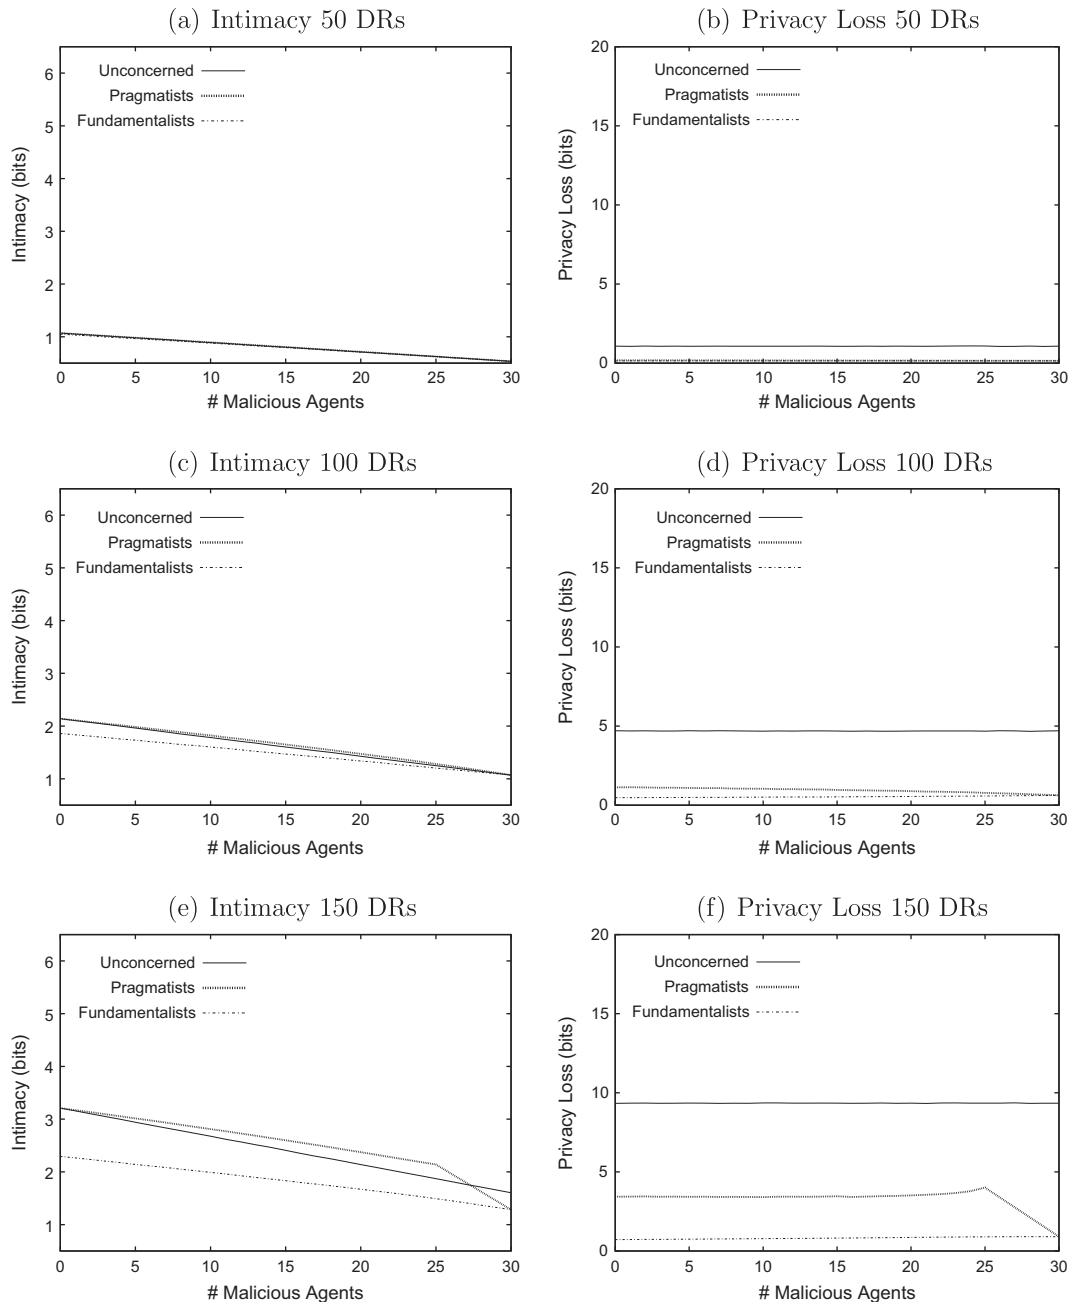 (a) Intimacy 50 DRs
6
5
4
3
2
1
0 5 10 15 20 25 30
Intimacy (bits)
# Malicious Agents
Unconcerned
Pragmatists
Fundamentalists
(b) Privacy Loss 50 DRs
20
15
10
5
0
0 5 10 15 20 25 30
Privacy Loss (bits)
# Malicious Agents
Unconcerned
Pragmatists
Fundamentalists
(c) Intimacy 100 DRs
6
5
4
3
2
1
0 5 10 15 20 25 30
Intimacy (bits)
# Malicious Agents
Unconcerned
Pragmatists
Fundamentalists
(d) Privacy Loss 100 DRs
20
15
10
5
0
0 5 10 15 20 25 30
Privacy Loss (bits)
# Malicious Agents
Unconcerned
Pragmatists
Fundamentalists
(e) Intimacy 150 DRs
6
5
4
3
2
1
0 5 10 15 20 25 30
Intimacy (bits)
# Malicious Agents
Unconcerned
Pragmatists
Fundamentalists
(f) Privacy Loss 150 DRs
20
15
10
5
0
0 5 10 15 20 25 30
Privacy Loss (bits)
# Malicious Agents
Unconcerned
Pragmatists
Fundamentalists